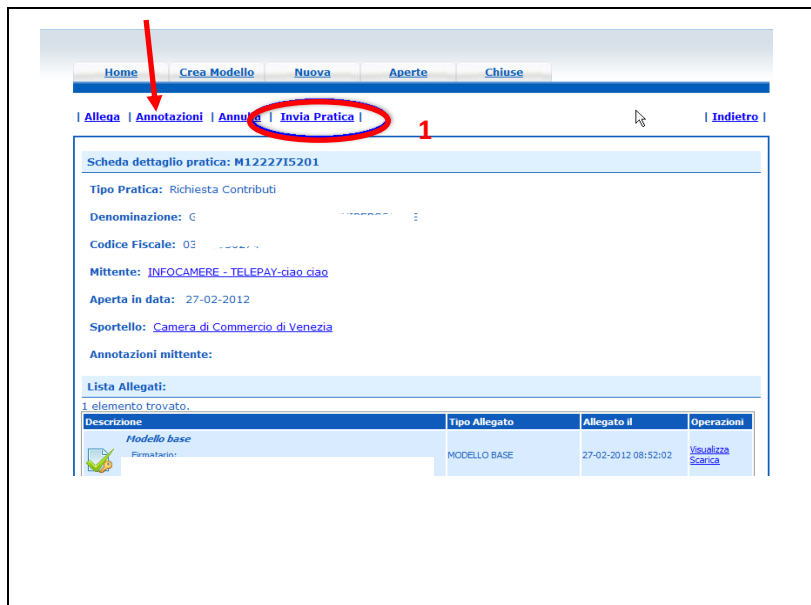 Home Crea Modello Nuova Aperte Chiuse
| Allega | Annotazioni | Annulla | Invia Pratica | | Indietro |
1
Scheda dettaglio pratica: M12227I5201
Tipo Pratica: Richiesta Contributi
Denominazione: G
Codice Fiscale: 03
Mittente: INFOCAMERE - TELEPAY-ciao ciao
Aperta in data: 27-02-2012
Sportello: Camera di Commercio di Venezia
Annotazioni mittente:
Lista Allegati:
1 elemento trovato.
Descrizione Tipo Allegato Allegato il Operazioni
Modello base
Firmatario:
MODELLO BASE 27-02-2012 08:52:02 Visualizza
Scarica